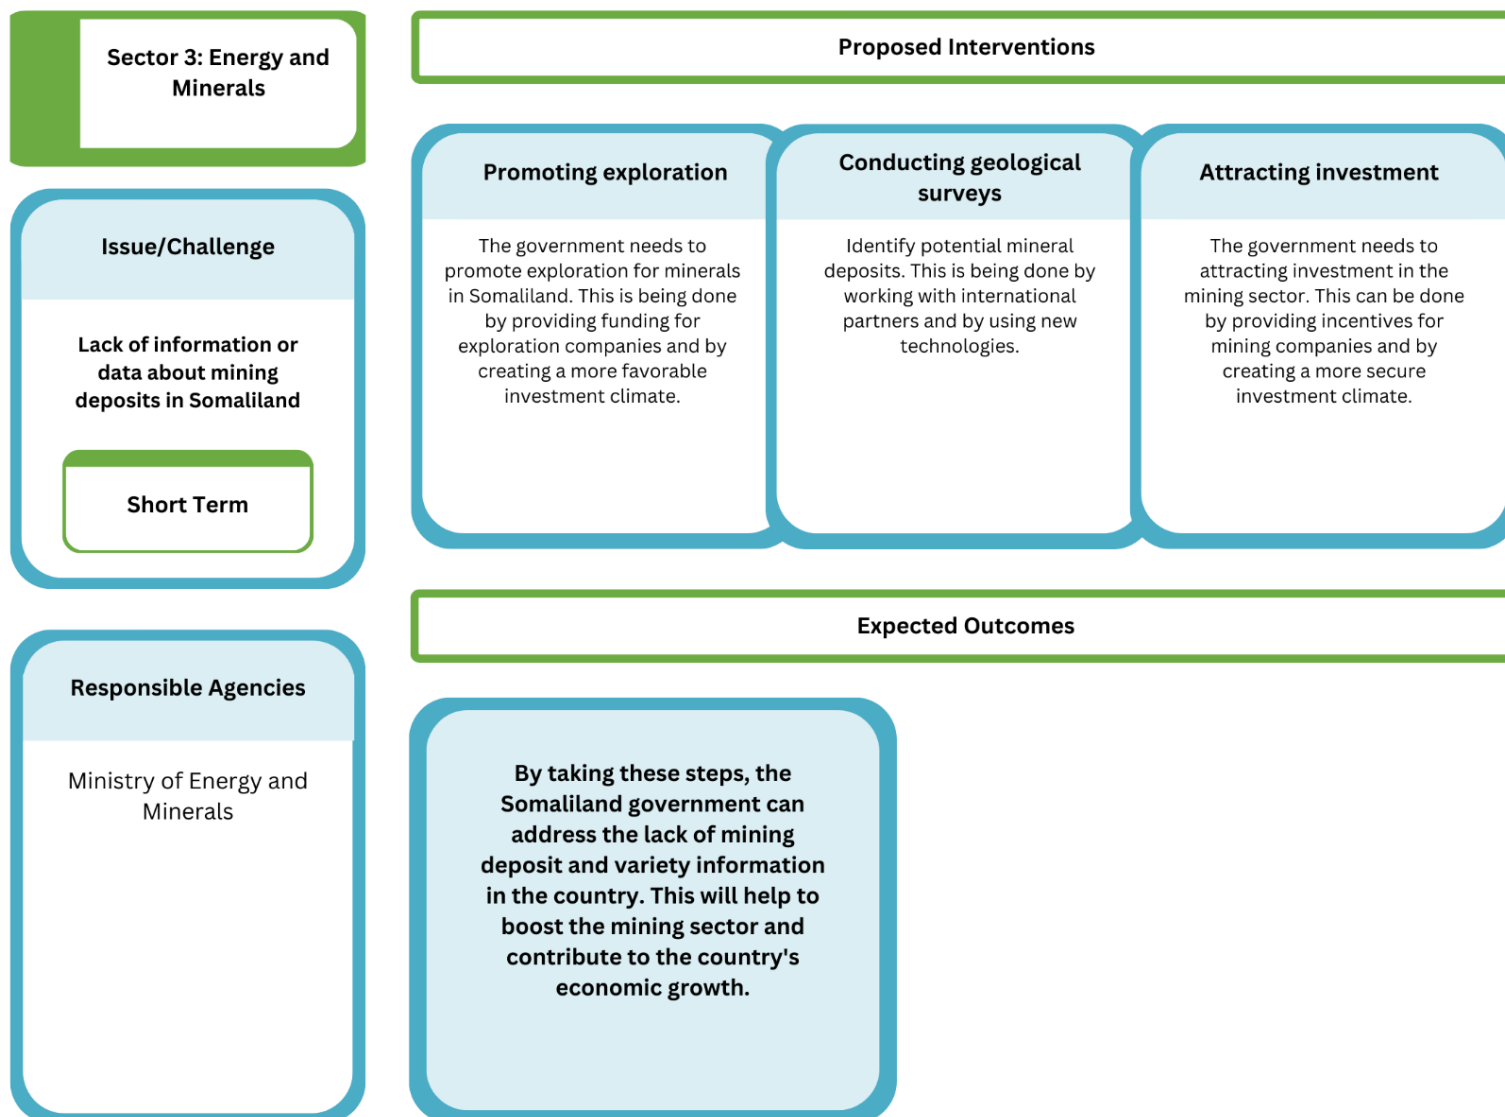 Sector 3: Energy and
Minerals
Issue/Challenge
Lack of information or
data about mining
deposits in Somaliland
Short Term
Responsible Agencies
Ministry of Energy and
Minerals
Proposed Interventions
Promoting exploration
The government needs to
promote exploration for minerals
in Somaliland. This is being done
by providing funding for
exploration companies and by
creating a more favorable
investment climate.
Conducting geological
surveys
Identify potential mineral
deposits. This is being done by
working with international
partners and by using new
technologies.
Attracting investment
The government needs to
attracting investment in the
mining sector. This can be done
by providing incentives for
mining companies and by
creating a more secure
investment climate.
Expected Outcomes
By taking these steps, the
Somaliland government can
address the lack of mining
deposit and variety information
in the country. This will help to
boost the mining sector and
contribute to the country's
economic growth.